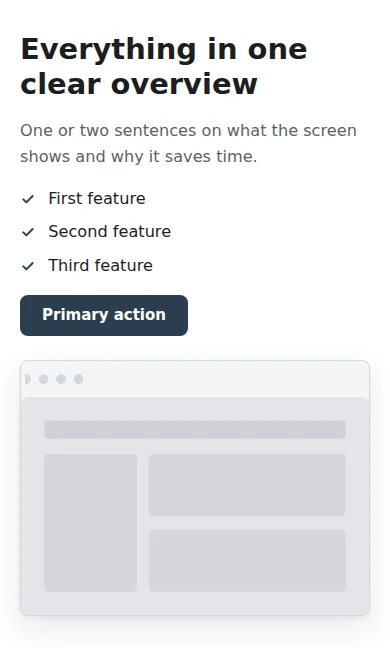 Everything in one
clear overview
One or two sentences on what the screen
shows and why it saves time.
First feature
Second feature
Third feature
Primary action